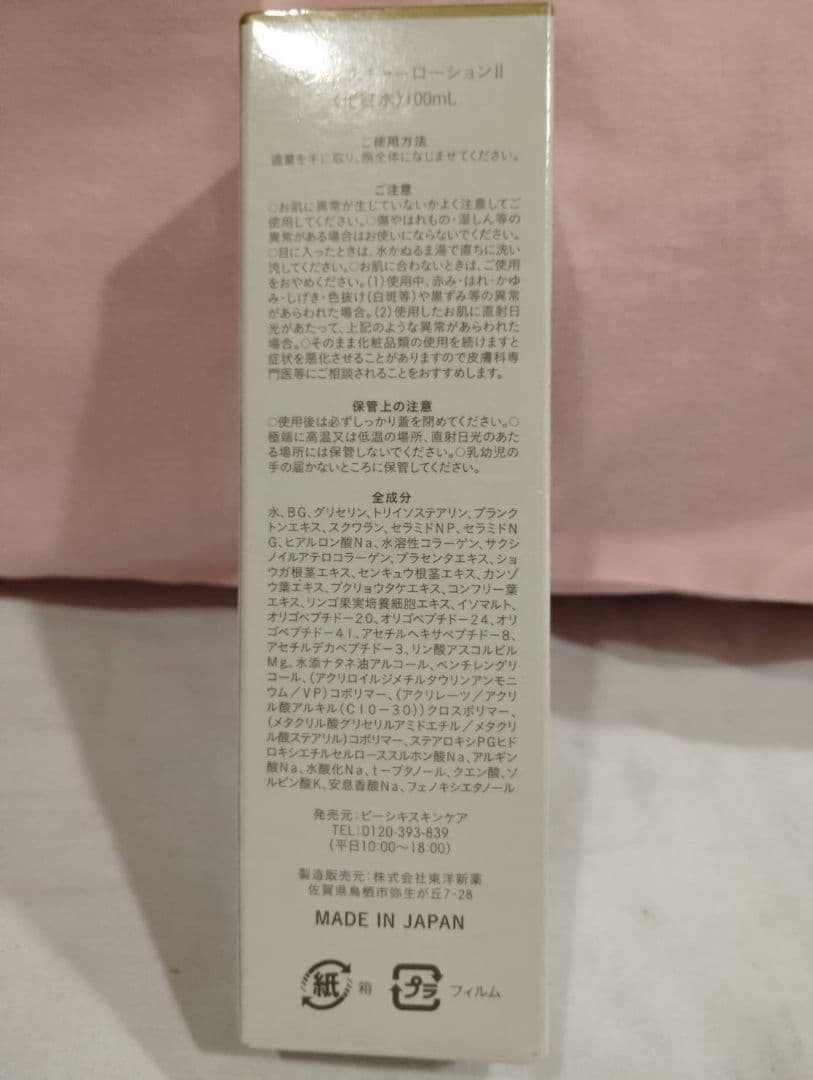 ーローションⅡ
(化粧水)100mL
ご使用方法
適量を手に取り、顔全体になじませてください。
ご注意
○お肌に異常が生じていないかよく注意してご
使用してください。○傷やはれもの・湿しん等の
異常がある場合はお使いにならないでください。
○目に入ったときは、水かぬるま湯で直ちに洗い
流してください。○お肌に合わないときは、ご使用
をおやめください。(1)使用中、赤み・はれ・かゆ
み・しげき・色抜け(白斑等)や黒ずみ等の異常
があらわれた場合。(2)使用したお肌に直射日
光があたって、上記のような異常があらわれた
場合。○そのまま化粧品類の使用を続けますと
症状を悪化させることがありますので皮膚科専
門医等にご相談されることをおすすめします。
保管上の注意
○使用後は必ずしっかり蓋を閉めてください。○
極端に高温又は低温の場所、直射日光のあた
る場所には保管しないでください。○乳幼児の
手の届かないところに保管してください。
全成分
水、BG、グリセリン、トリイソステアリン、プランク
トンエキス、スクワラン、セラミドNP、セラミドN
G、ヒアルロン酸Na、水溶性コラーゲン、サクシ
ノイルアテロコラーゲン、プラセンタエキス、ショ
ウガ根茎エキス、センキュウ根茎エキス、カンゾ
ウ葉エキス、ブクリョウタケエキス、コンフリー葉
エキス、リンゴ果実培養細胞エキス、イソマルト、
オリゴペプチド−20、オリゴペプチド−24、オリ
ゴペプチド−41、アセチルヘキサペプチド−8、
アセチルデカペプチド−3、リン酸アスコルビル
Mg、水添ナタネ油アルコール、ペンチレングリ
コール、(アクリロイルジメチルタウリンアンモニ
ウム/VP)コポリマー、(アクリレーツ/アクリ
ル酸アルキル(C10−30))クロスポリマー、
(メタクリル酸グリセリルアミドエチル/メタクリ
ル酸ステアリル)コポリマー、ステアロキシPGヒド
ロキシエチルセルローススルホン酸Na、アルギン
酸Na、水酸化Na、t−ブタノール、クエン酸、ソ
ルビン酸K、安息香酸Na、フェノキシエタノール
発売元:ビーシキスキンケア
TEL:0120-393-839
(平日10:00〜18:00)
製造販売元:株式会社東洋新薬
佐賀県鳥栖市弥生が丘7-28
MADE IN JAPAN
紙 箱 プラ フィルム